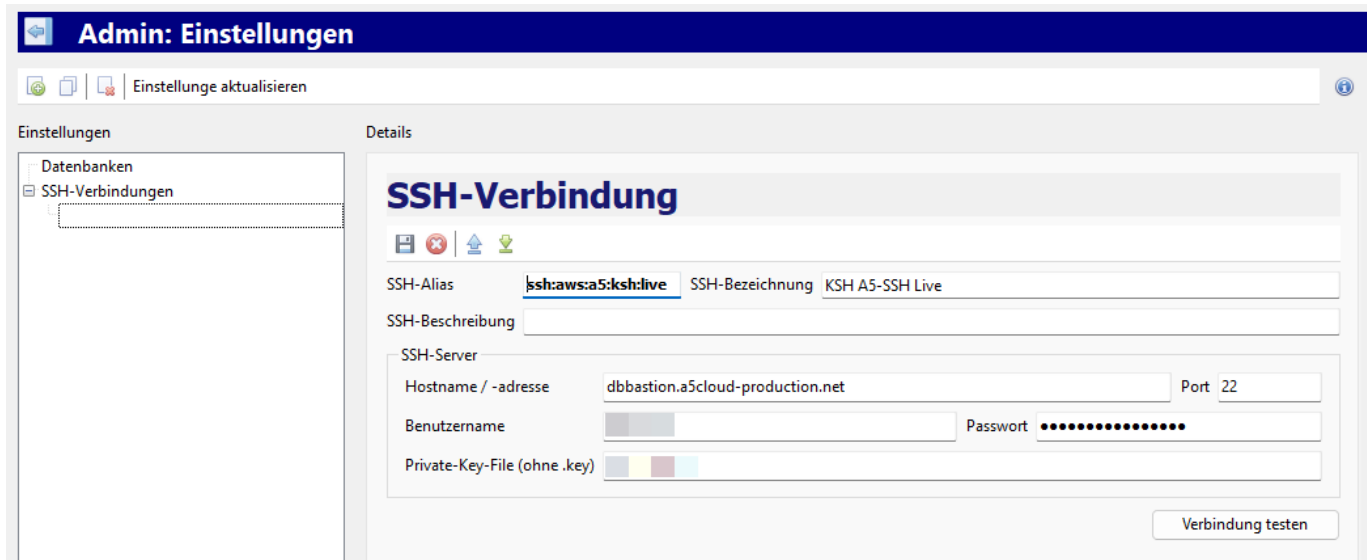 Admin: Einstellungen
Einstellunge aktualisieren
Einstellungen
Details
Datenbanken
SSH-Verbindungen
SSH-Verbindung
SSH-Alias ssh:aws:a5:ksh:live SSH-Bezeichnung KSH A5-SSH Live
SSH-Beschreibung
SSH-Server
Hostname / -adresse dbbastion.a5cloud-production.net Port 22
Benutzername Passwort ●●●●●●●●●●●●●●●●
Private-Key-File (ohne .key)
Verbindung testen